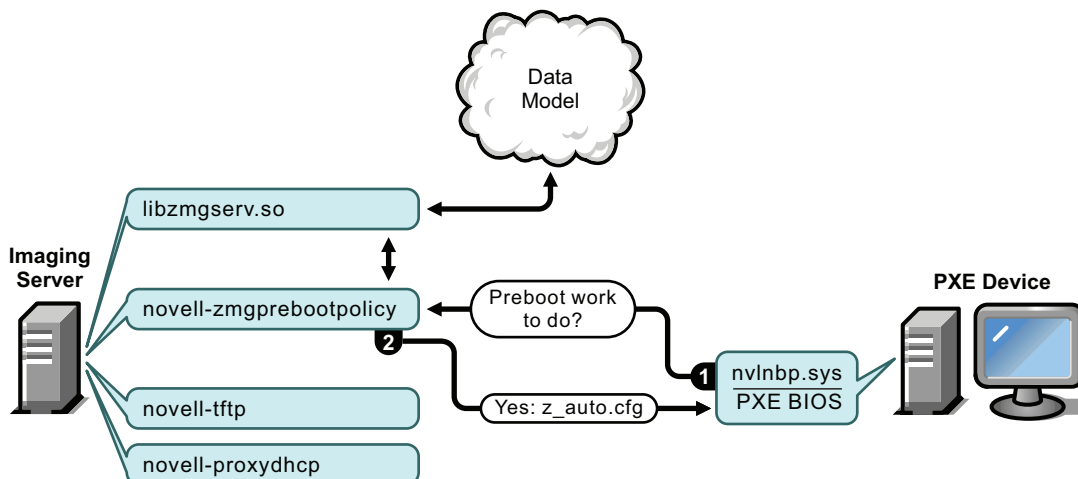 Data
Model
libzmgserv.so
Imaging
Server
novell-zmgprebootpolicy
Preboot work
to do?
PXE Device
2
1
nvlnbp.sys
PXE BIOS
novell-tftp
Yes: z_auto.cfg
novell-proxydhcp